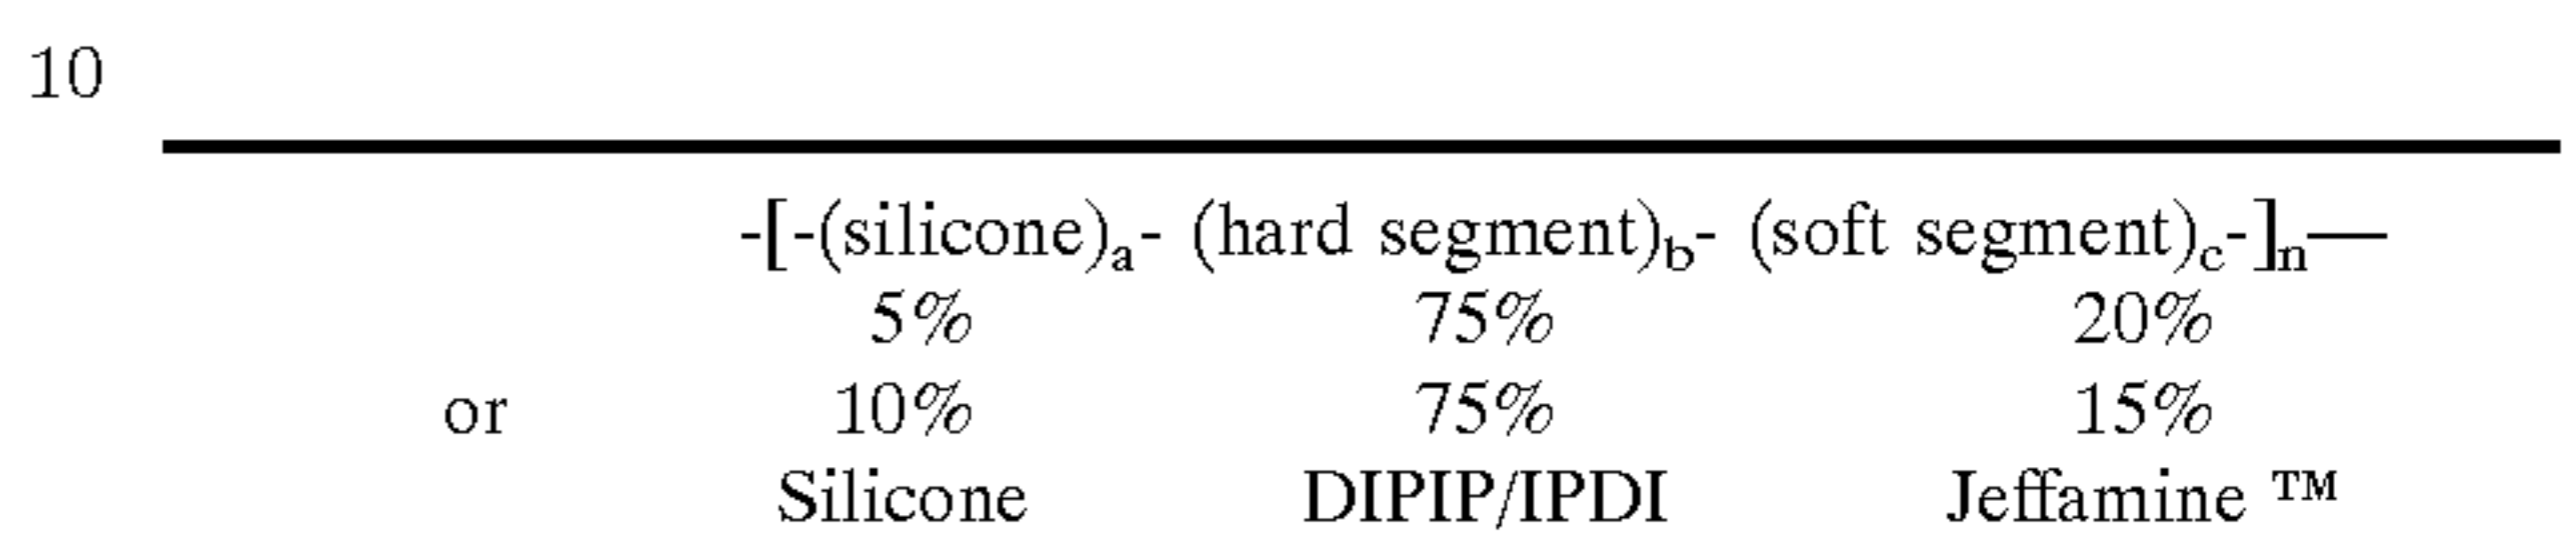 10
-[-(silicone)a- (hard segment)b- (soft segment)c-]n—
5% 75% 20%
or 10% 75% 15%
Silicone DIPIP/IPDI Jeffamine ™